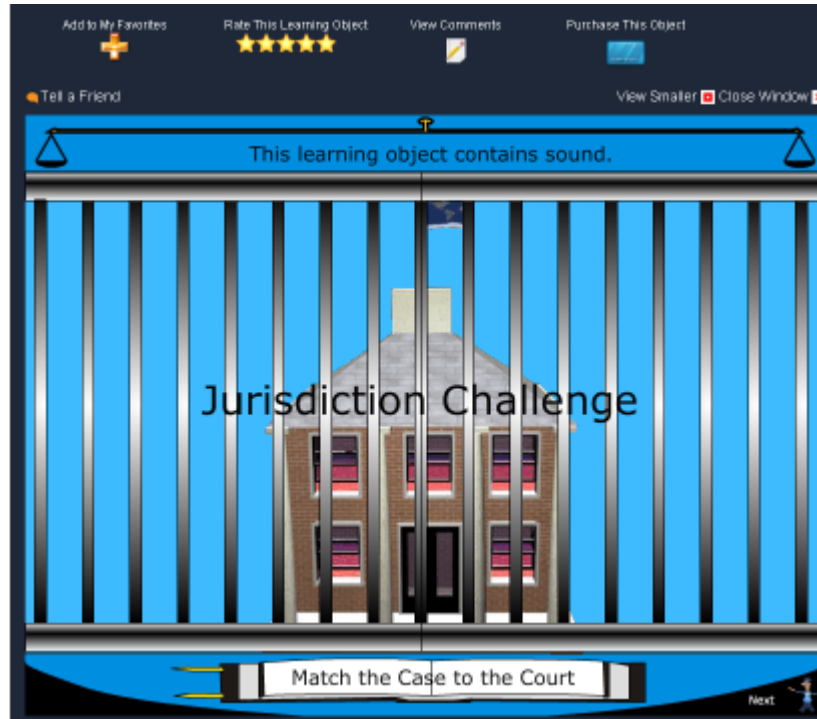 Add to My Favorites Rate This Learning Object View Comments Purchase This Object
Tell a Friend View Smaller Close Window
This learning object contains sound.
Jurisdiction Challenge
Match the Case to the Court
Next